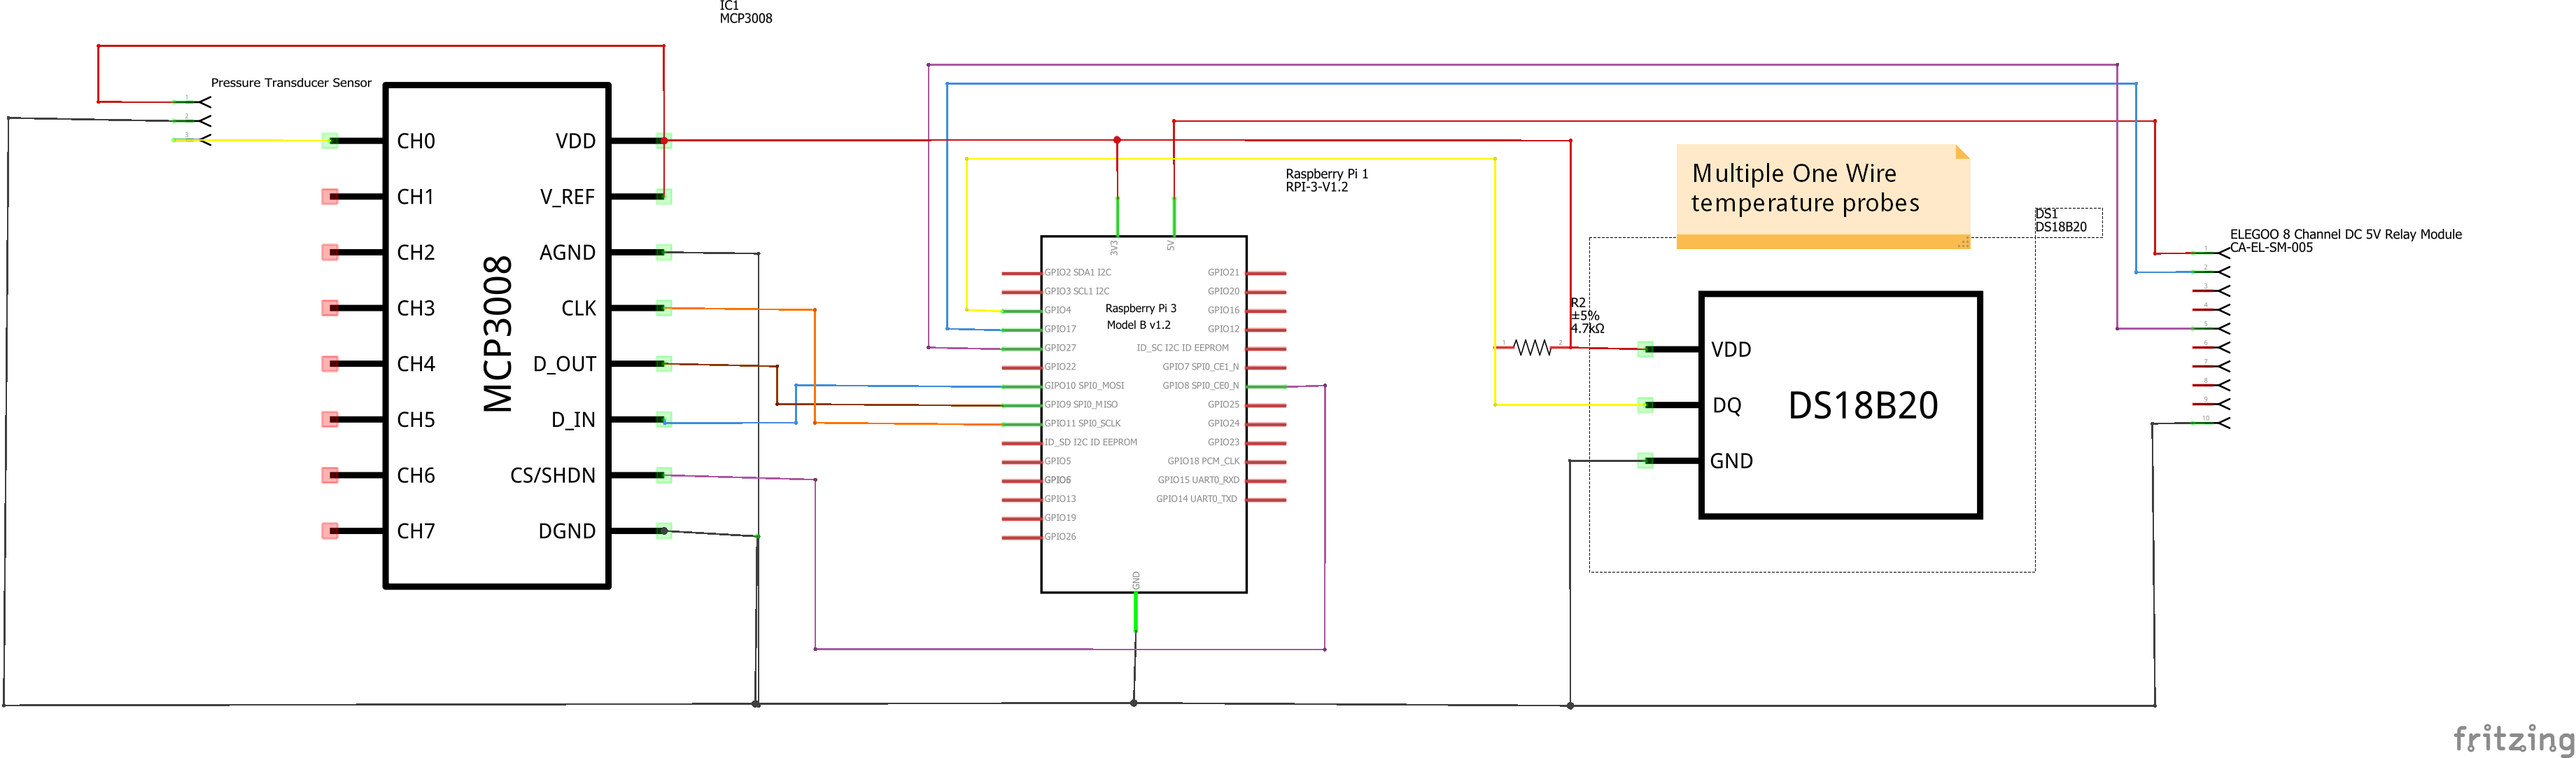 IC1
MCP3008
Pressure Transducer Sensor
1
2
3
CH0
CH1
CH2
CH3
CH4
CH5
CH6
CH7
MCP3008
VDD
V_REF
AGND
CLK
D_OUT
D_IN
CS/SHDN
DGND
Raspberry Pi 1
RPI-3-V1.2
3V3
5V
GPIO2 SDA1 I2C
GPIO3 SCL1 I2C
GPIO4
GPIO17
GPIO27
GPIO22
GIPO10 SPI0_MOSI
GPIO9 SPI0_MISO
GPIO11 SPI0_SCLK
ID_SD I2C ID EEPROM
GPIO5
GPIO6
GPIO13
GPIO19
GPIO26
Raspberry Pi 3
Model B v1.2
GPIO21
GPIO20
GPIO16
GPIO12
ID_SC I2C ID EEPROM
GPIO7 SPI0_CE1_N
GPIO8 SPI0_CE0_N
GPIO25
GPIO24
GPIO23
GPIO18 PCM_CLK
GPIO15 UART0_RXD
GPIO14 UART0_TXD
GND
R2
±5%
4.7kΩ
1
2
Multiple One Wire
temperature probes
DS1
DS18B20
VDD
DQ
GND
DS18B20
ELEGOO 8 Channel DC 5V Relay Module
CA-EL-SM-005
1
2
3
4
5
6
7
8
9
10
fritzing